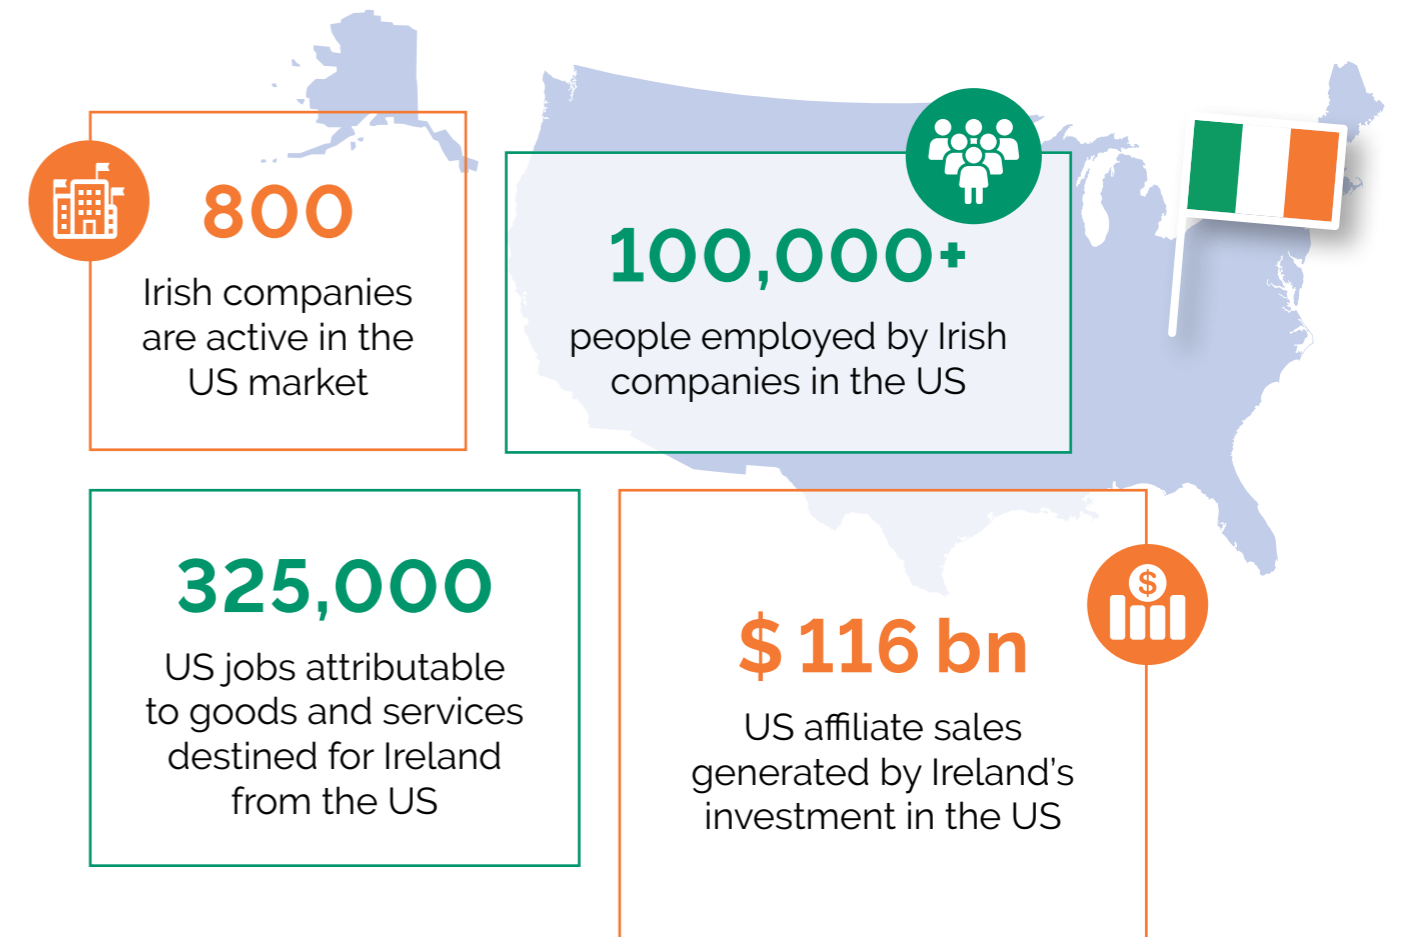 800
Irish companies
are active in the
US market
100,000+
people employed by Irish
companies in the US
325,000
US jobs attributable
to goods and services
destined for Ireland
from the US
$
$ 116 bn
US affiliate sales
generated by Ireland’s
investment in the US